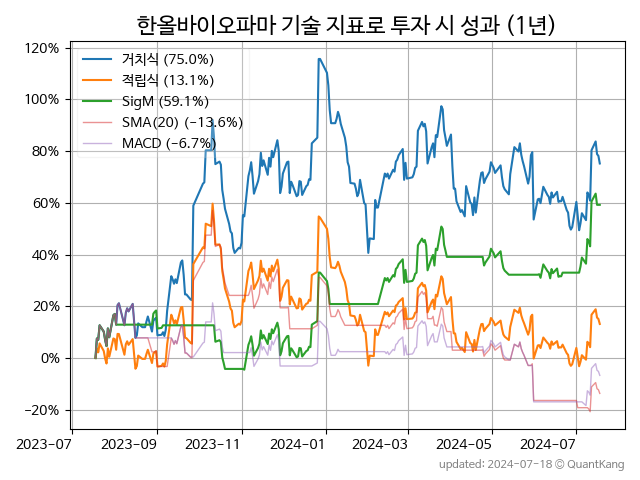 한올바이오파마 기술 지표로 투자 시 성과 (1년)
120%
100%
80%
60%
40%
20%
0%
−20%
거치식 (75.0%)
적립식 (13.1%)
SigM (59.1%)
SMA(20) (−13.6%)
MACD (−6.7%)
2023-07
2023-09
2023-11
2024-01
2024-03
2024-05
2024-07
updated: 2024-07-18 ⓒ QuantKang